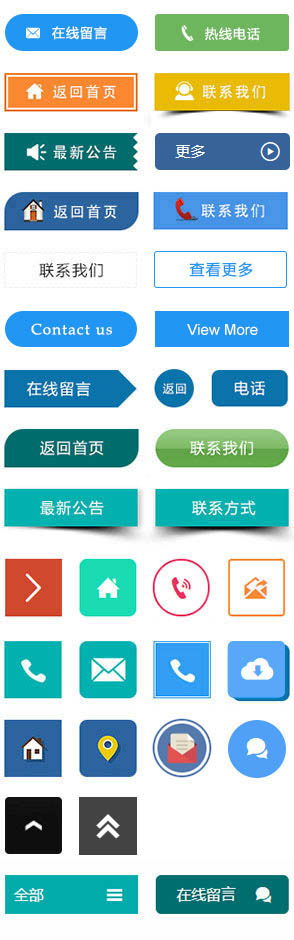 在线留言
热线电话
返回首页
联系我们
最新公告
更多
返回首页
联系我们
联系我们
查看更多
Contact us
View More
在线留言
返回
电话
返回首页
联系我们
最新公告
联系方式
全部
在线留言